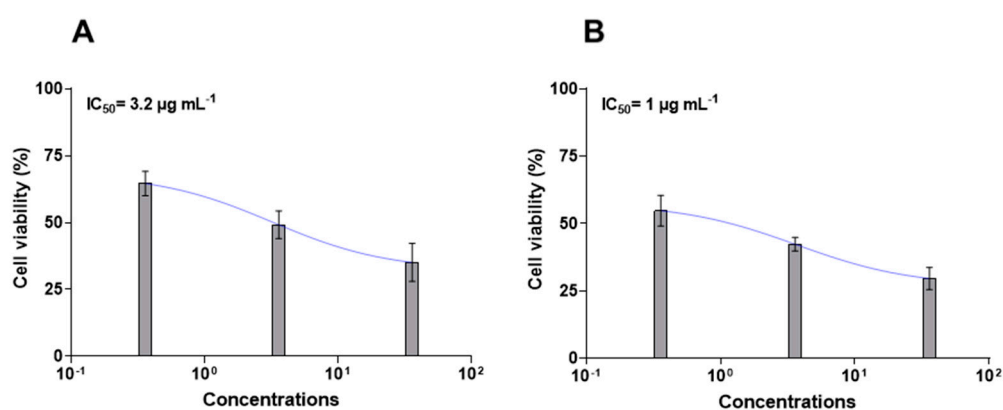 A
IC₅₀= 3.2 µg mL⁻¹
100
75
50
25
0
10⁻¹
10⁰
10¹
10²
Cell viability (%)
Concentrations
B
IC₅₀= 1 µg mL⁻¹
100
75
50
25
0
10⁻¹
10⁰
10¹
10²
Cell viability (%)
Concentrations